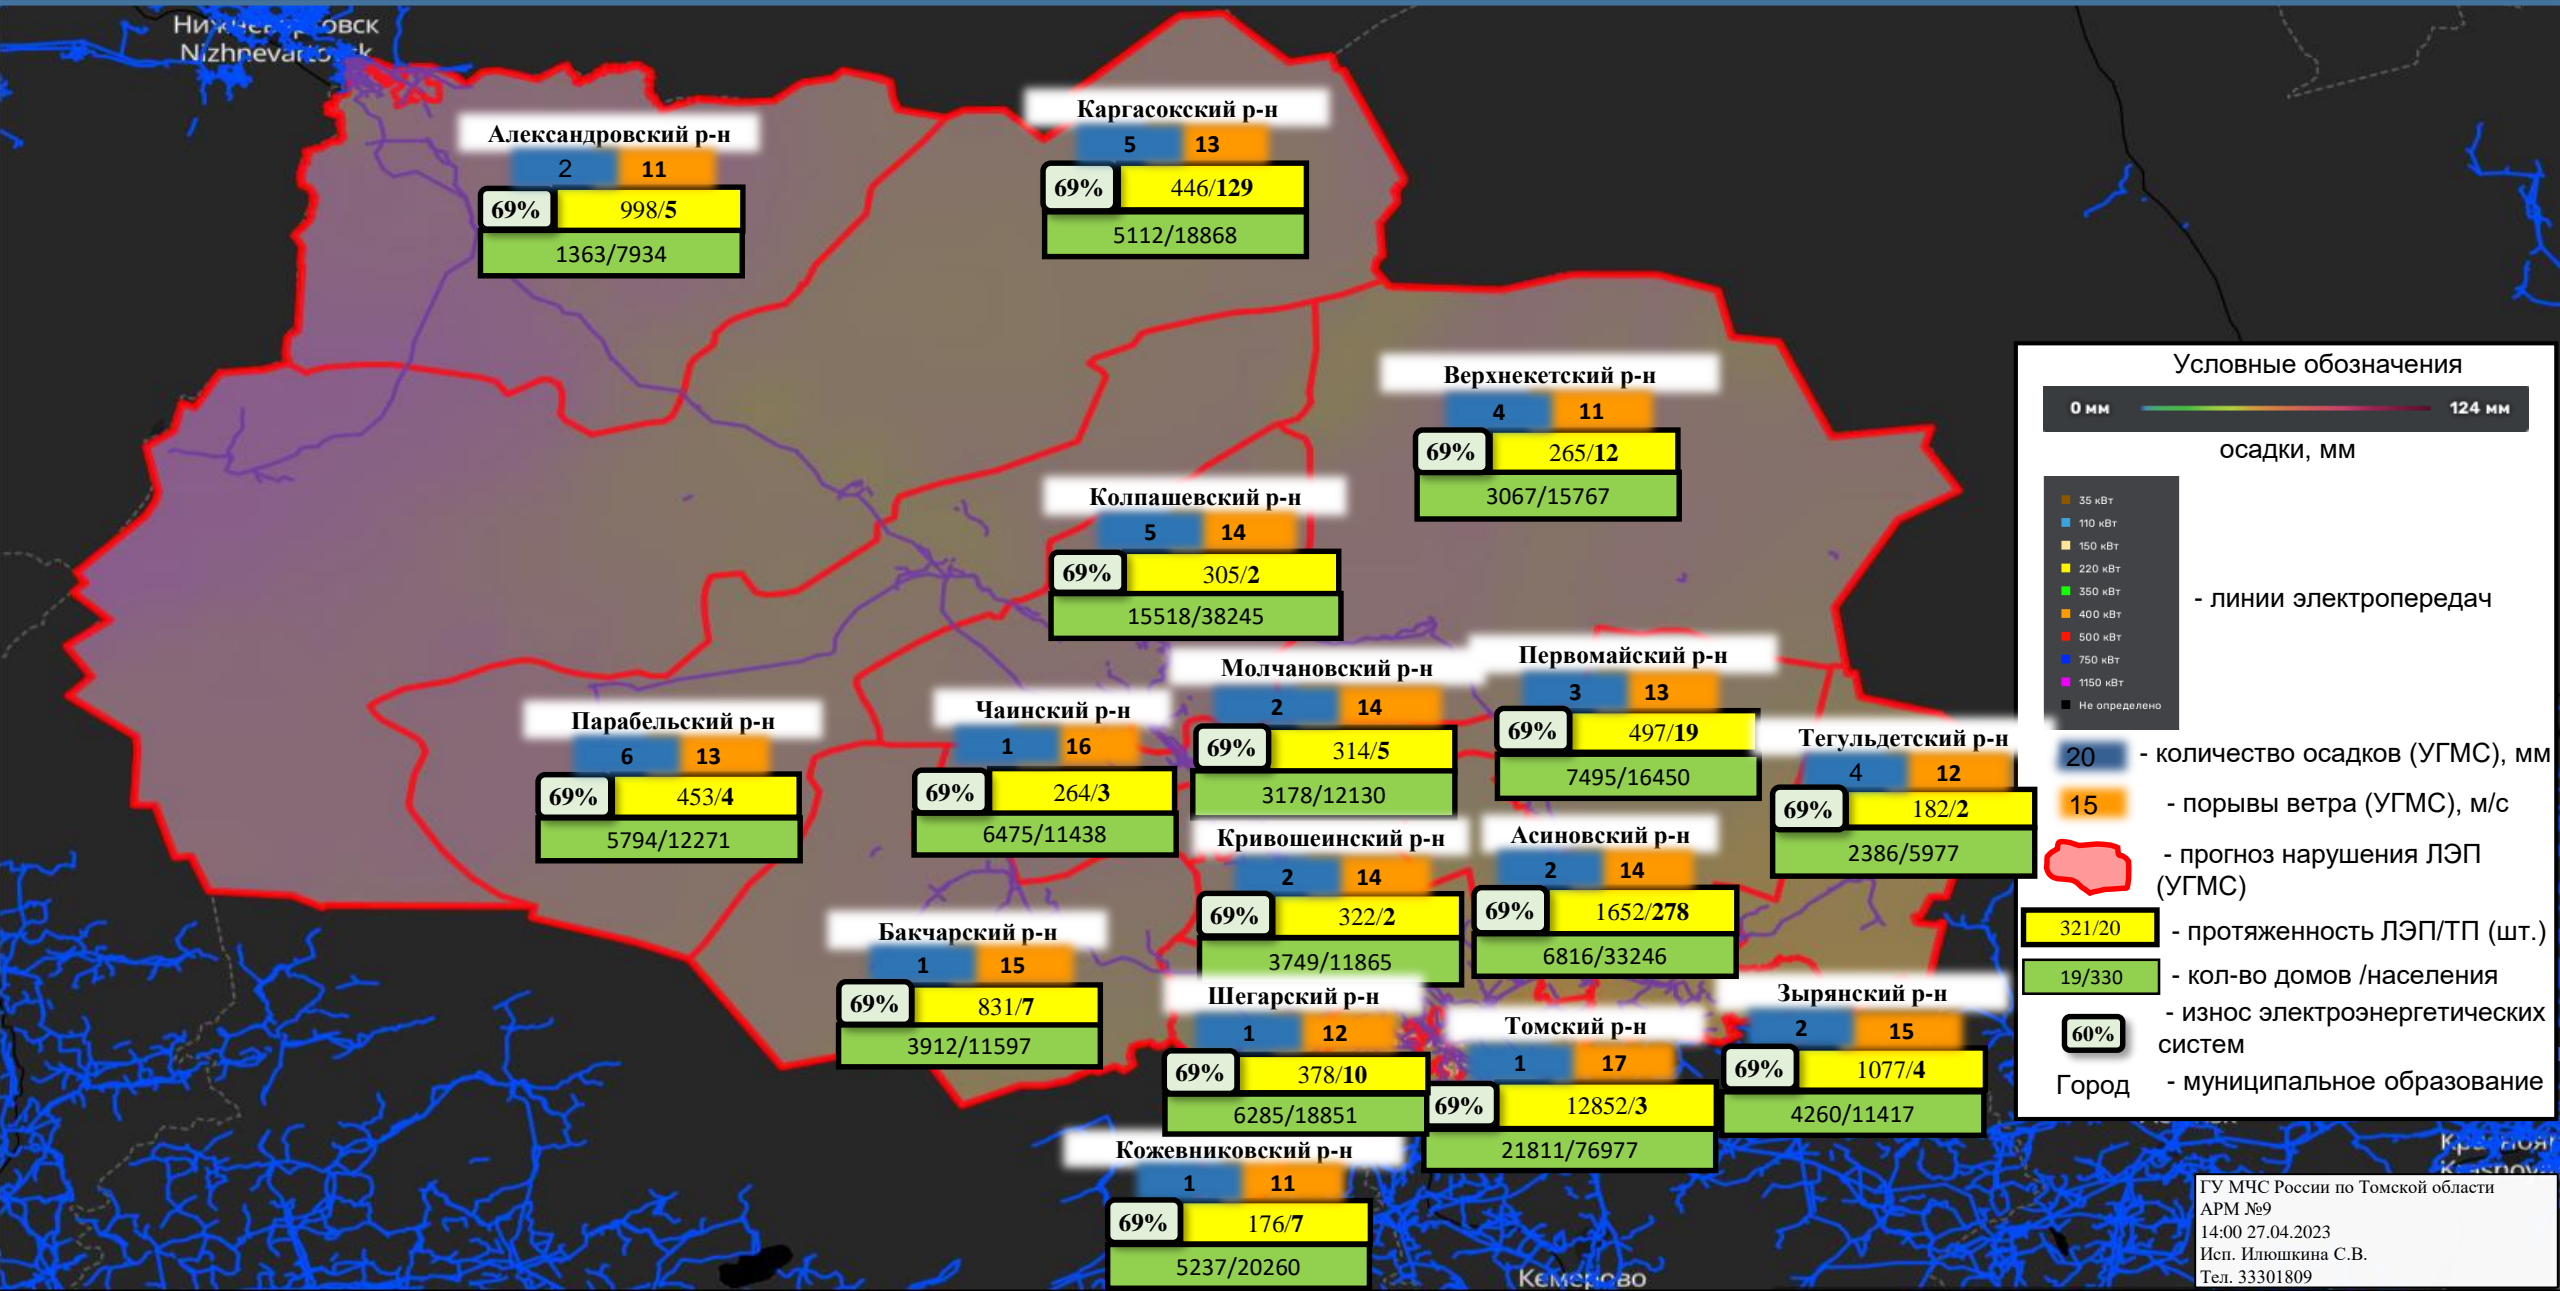 Александровский р-н
2 11
69% 998/5
1363/7934
Каргасокский р-н
5 13
69% 446/129
5112/18868
Верхнекетский р-н
4 11
69% 265/12
3067/15767
Колпашевский р-н
5 14
69% 305/2
15518/38245
Молчановский р-н
2 14
69% 314/5
3178/12130
Первомайский р-н
3 13
69% 497/19
7495/16450
Парабельский р-н
6 13
69% 453/4
5794/12271
Чаинский р-н
1 16
69% 264/3
6475/11438
Тегульдетский р-н
4 12
69% 182/2
2386/5977
Кривошеинский р-н
2 14
69% 322/2
3749/11865
Асиновский р-н
2 14
69% 1652/278
6816/33246
Бакчарский р-н
1 15
69% 831/7
3912/11597
Шегарский р-н
1 12
69% 378/10
6285/18851
Томский р-н
1 17
69% 12852/3
21811/76977
Зырянский р-н
2 15
69% 1077/4
4260/11417
Кожевниковский р-н
1 11
69% 176/7
5237/20260
Кемерово
Условные обозначения
0 мм 124 мм
осадки, мм
35 кВт
110 кВт
150 кВт
220 кВт
350 кВт
400 кВт
500 кВт
750 кВт
1150 кВт
Не определено
- линии электропередач
20 - количество осадков (УГМС), мм
15 - порывы ветра (УГМС), м/с
- прогноз нарушения ЛЭП
(УГМС)
321/20 - протяженность ЛЭП/ТП (шт.)
19/330 - кол-во домов /населения
- износ электроэнергетических
60% систем
Город - муниципальное образование
ГУ МЧС России по Томской области
АРМ №9
14:00 27.04.2023
Исп. Илюшкина С.В.
Тел. 33301809